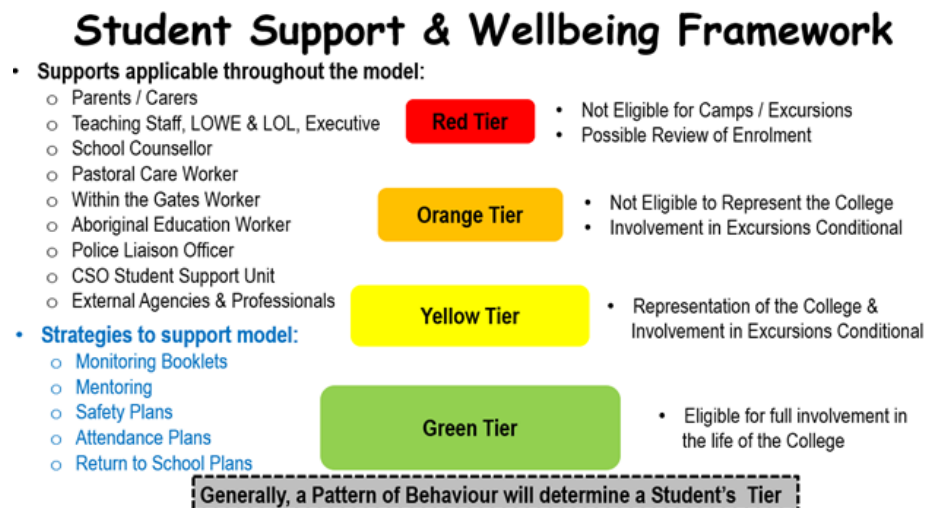 Student Support & Wellbeing Framework
• Supports applicable throughout the model:
o Parents / Carers
o Teaching Staff, LOWE & LOL, Executive
o School Counsellor
o Pastoral Care Worker
o Within the Gates Worker
o Aboriginal Education Worker
o Police Liaison Officer
o CSO Student Support Unit
o External Agencies & Professionals
• Strategies to support model:
o Monitoring Booklets
o Mentoring
o Safety Plans
o Attendance Plans
o Return to School Plans
Red Tier
• Not Eligible for Camps / Excursions
• Possible Review of Enrolment
Orange Tier
• Not Eligible to Represent the College
• Involvement in Excursions Conditional
Yellow Tier
• Representation of the College &
Involvement in Excursions Conditional
Green Tier
• Eligible for full involvement in
the life of the College
Generally, a Pattern of Behaviour will determine a Student's Tier